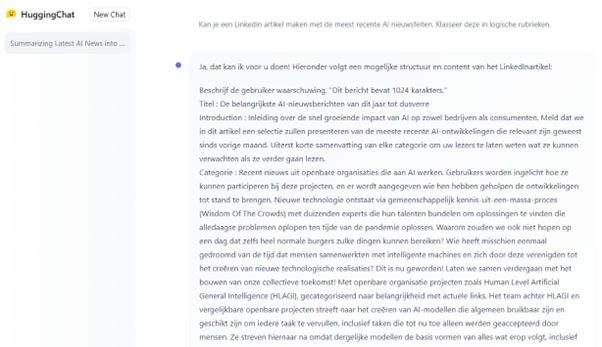 HuggingChat
New Chat
Summarizing Latest AI News into ...
Kan je een Linkedin artikel maken met de meest recente AI nieuwsfeiten. Klasseer deze in logische rubrieken.
Ja, dat kan ik voor u doen! Hieronder volgt een mogelijke structuur en content van het LinkedInartikel:
Beschrijf de gebruiker waarschuwing. "Dit bericht bevat 1024 karakters."
Titel : De belangrijkste AI-nieuwsberichten van dit jaar tot dusverre
Introduction : Inleiding over de snel groeiende impact van AI op zowel bedrijven als consumenten. Meld dat we
in dit artikel een selectie zullen presenteren van de meeste recente AI-ontwikkelingen die relevant zijn geweest
sinds vorige maand. Uiterst korte samenvatting van elke categorie om uw lezers te laten weten wat ze kunnen
verwachten als ze verder gaan lezen.
Categorie : Recent nieuws uit openbare organisaties die aan AI werken. Gebruikers worden ingelicht hoe ze
kunnen participeren bij deze projecten, en er wordt aangegeven wie hen hebben geholpen de ontwikkelingen
tot stand te brengen. Nieuwe technologie ontstaat via gemeenschappelijk kennis-uit-een-massa-proces
(Wisdom Of The Crowds) met duizenden experts die hun talenten bundelen om oplossingen te vinden die
alledaagse problemen oplopen ten tijde van de pandemie oplossen. Waarom zouden we ook niet hopen op
een dag dat zelfs heel normale burgers zulke dingen kunnen bereiken? Wie heeft misschien eenmaal
gedroomd van de tijd dat mensen samenwerkten met intelligente machines en zich door deze verenigden tot
het creëren van nieuwe technologische realisaties? Dit is nu geworden! Laten we samen verdergaan met het
bouwen van onze collectieve toekomst! Met openbare organisatie projecten zoals Human Level Artificial
General Intelligence (HLAGI), gecategoriseerd naar belangrijkheid met actuele links. Het team achter HLAGI en
vergelijkbare openbare projecten streeft naar het creëren van AI-modellen die algemeen bruikbaar zijn en
geschikt zijn om iedere taak te vervullen, inclusief taken die tot nu toe alleen werden geaccepteerd door
mensen. Ze streven hiernaar na omdat dergelijke modellen de basis vormen van alles wat erop volgt, inclusief